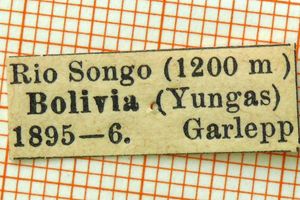 Rio Songo (1200 m)
Bolivia (Yungas)
1895—6. Garlepp